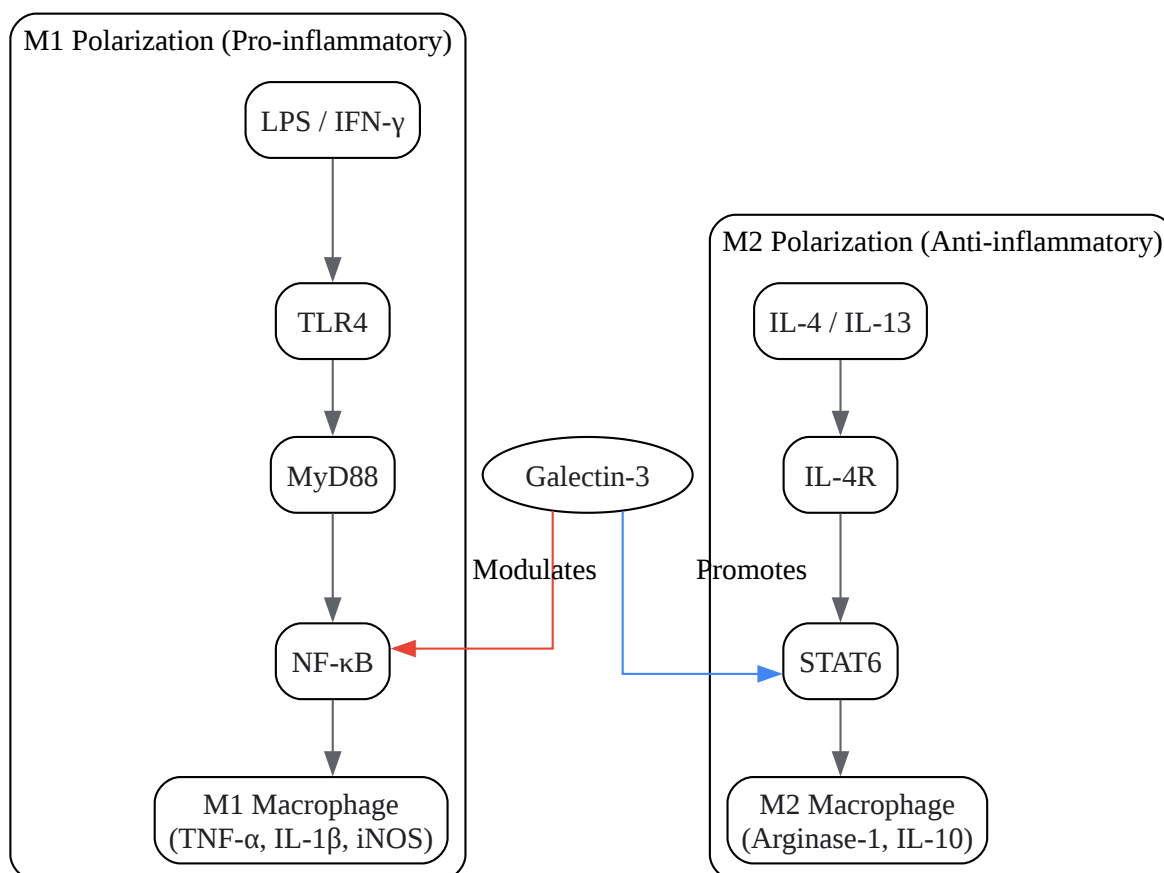 M1 Polarization (Pro-inflammatory)
LPS / IFN-γ
TLR4
MyD88
NF-κB
M1 Macrophage
(TNF-α, IL-1β, iNOS)
Galectin-3
Modulates
Promotes
M2 Polarization (Anti-inflammatory)
IL-4 / IL-13
IL-4R
STAT6
M2 Macrophage
(Arginase-1, IL-10)